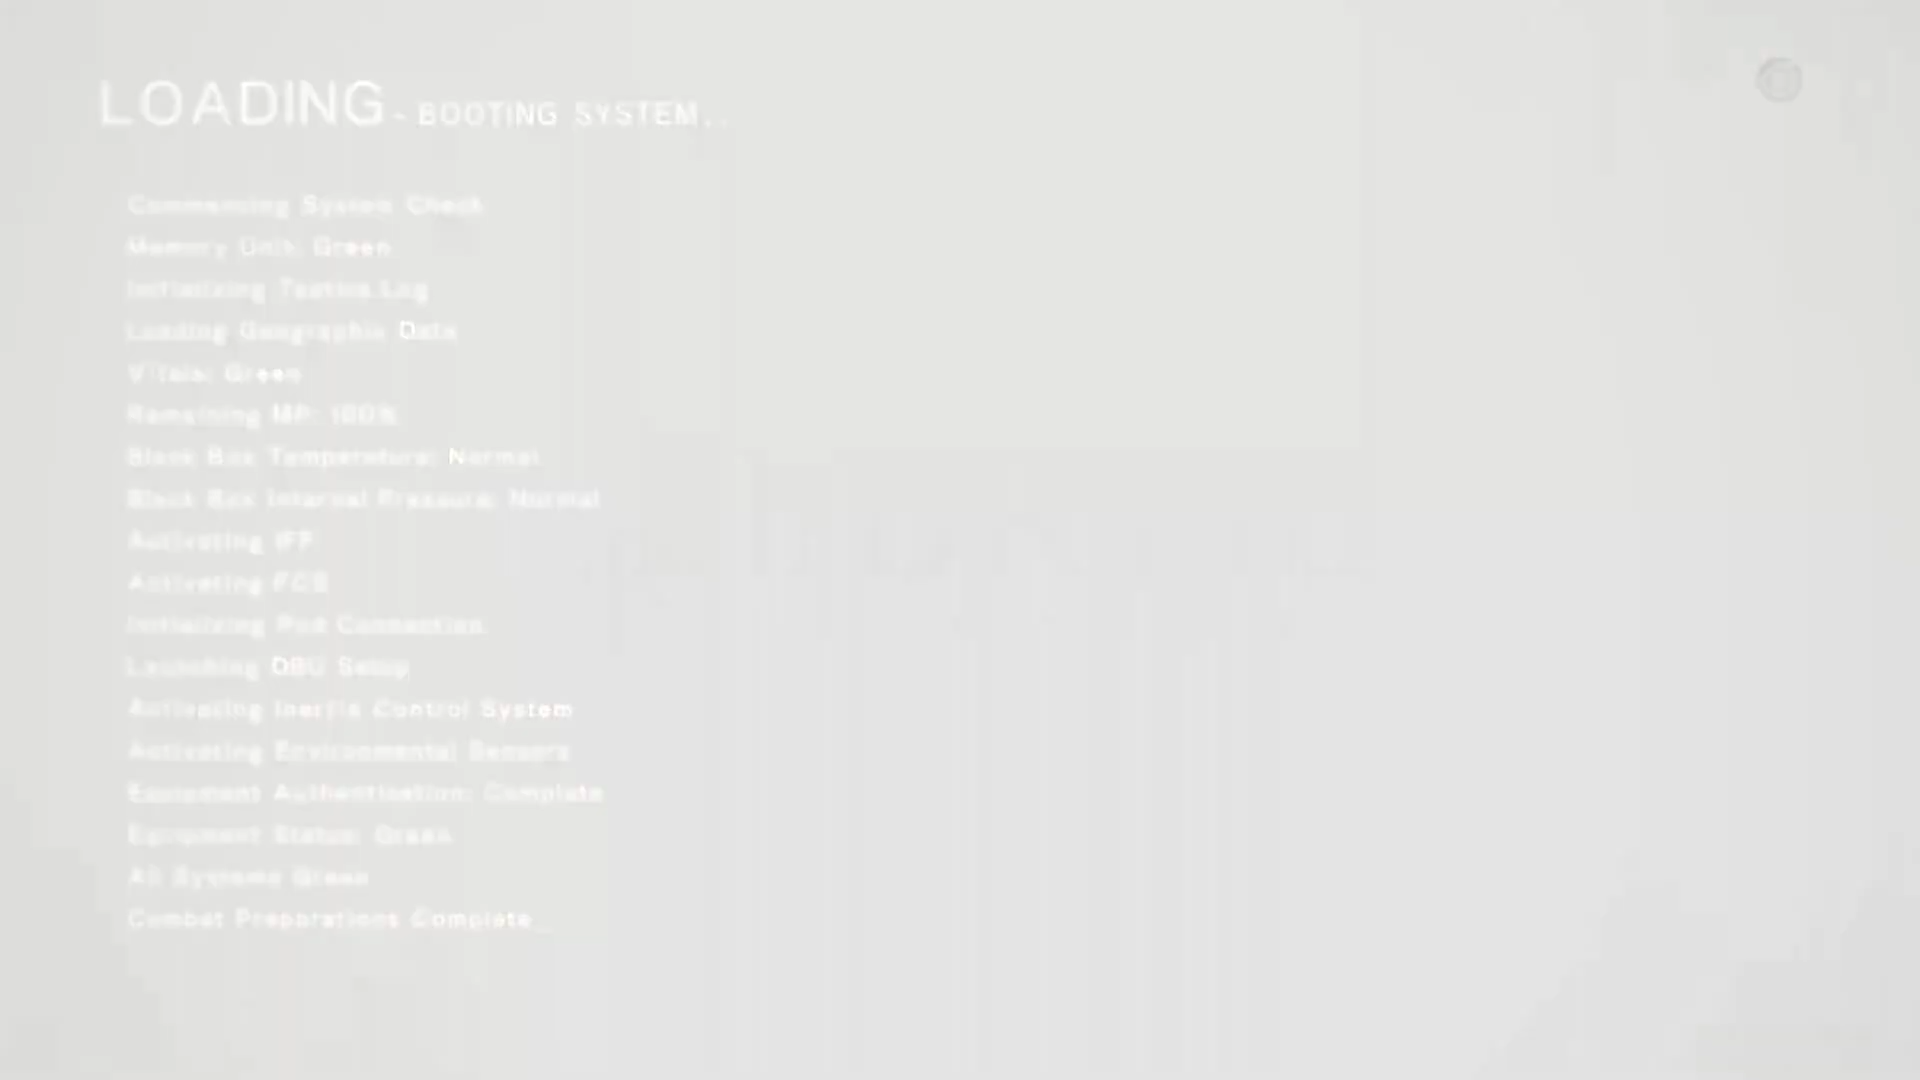 LOADING - BOOTING SYSTEM..
Commencing System Check
Memory Unit: Green
Initializing Tactics Log
Loading Geographic Data
Vitals: Green
Remaining MP: 100%
Black Box Temperature: Normal
Black Box Internal Pressure: Normal
Activating IFF
Activating FCS
Initializing Pod Connection
Launching DBU Setup
Activating Inertia Control System
Activating Environmental Sensors
Equipment Authentication: Complete
Equipment Status: Green
All Systems Green
Combat Preparations Complete_